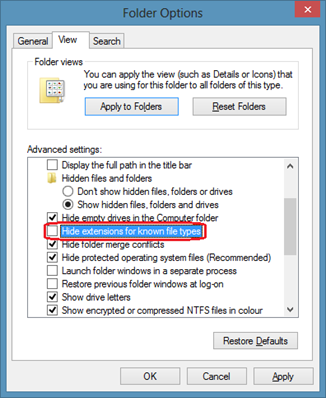 Folder Options
General
View
Search
Folder views
You can apply the view (such as Details or Icons) that
you are using for this folder to all folders of this type.
Apply to Folders
Reset Folders
Advanced settings:
Display the full path in the title bar
Hidden files and folders
Don't show hidden files, folders or drives
Show hidden files, folders and drives
Hide empty drives in the Computer folder
Hide extensions for known file types
Hide folder merge conflicts
Hide protected operating system files (Recommended)
Launch folder windows in a separate process
Restore previous folder windows at log-on
Show drive letters
Show encrypted or compressed NTFS files in colour
Restore Defaults
OK
Cancel
Apply